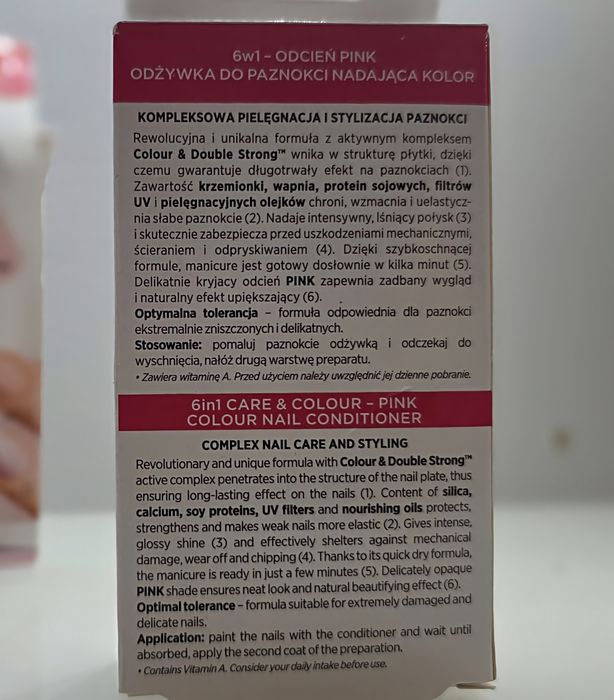 6w1 – ODCIEŃ PINK
ODŻYWKA DO PAZNOKCI NADAJĄCA KOLOR
KOMPLEKSOWA PIELĘGNACJA I STYLIZACJA PAZNOKCI
Rewolucyjna i unikalna formuła z aktywnym kompleksem
Colour & Double Strong™ wnika w strukturę płytki, dzięki
czemu gwarantuje długotrwały efekt na paznokciach (1).
Zawartość krzemionki, wapnia, protein sojowych, filtrów
UV i pielęgnacyjnych olejków chroni, wzmacnia i uelastycz-
nia słabe paznokcie (2). Nadaje intensywny, lśniący połysk (3)
i skutecznie zabezpiecza przed uszkodzeniami mechanicznymi,
ścieraniem i odpryskiwaniem (4). Dzięki szybkoschnącej
formule, manicure jest gotowy dosłownie w kilka minut (5).
Delikatnie kryjacy odcień PINK zapewnia zadbany wygląd
i naturalny efekt upiększający (6).
Optymalna tolerancja – formuła odpowiednia dla paznokci
ekstremalnie zniszczonych i delikatnych.
Stosowanie: pomaluj paznokcie odżywką i odczekaj do
wyschnięcia, nałóż drugą warstwę preparatu.
• Zawiera witaminę A. Przed użyciem należy uwzględnić jej dzienne pobranie.
6in1 CARE & COLOUR – PINK
COLOUR NAIL CONDITIONER
COMPLEX NAIL CARE AND STYLING
Revolutionary and unique formula with Colour & Double Strong™
active complex penetrates into the structure of the nail plate, thus
ensuring long-lasting effect on the nails (1). Content of silica,
calcium, soy proteins, UV filters and nourishing oils protects,
strengthens and makes weak nails more elastic (2). Gives intense,
glossy shine (3) and effectively shelters against mechanical
damage, wear off and chipping (4). Thanks to its quick dry formula,
the manicure is ready in just a few minutes (5). Delicately opaque
PINK shade ensures neat look and natural beautifying effect (6).
Optimal tolerance – formula suitable for extremely damaged and
delicate nails.
Application: paint the nails with the conditioner and wait until
absorbed, apply the second coat of the preparation.
• Contains Vitamin A. Consider your daily intake before use.